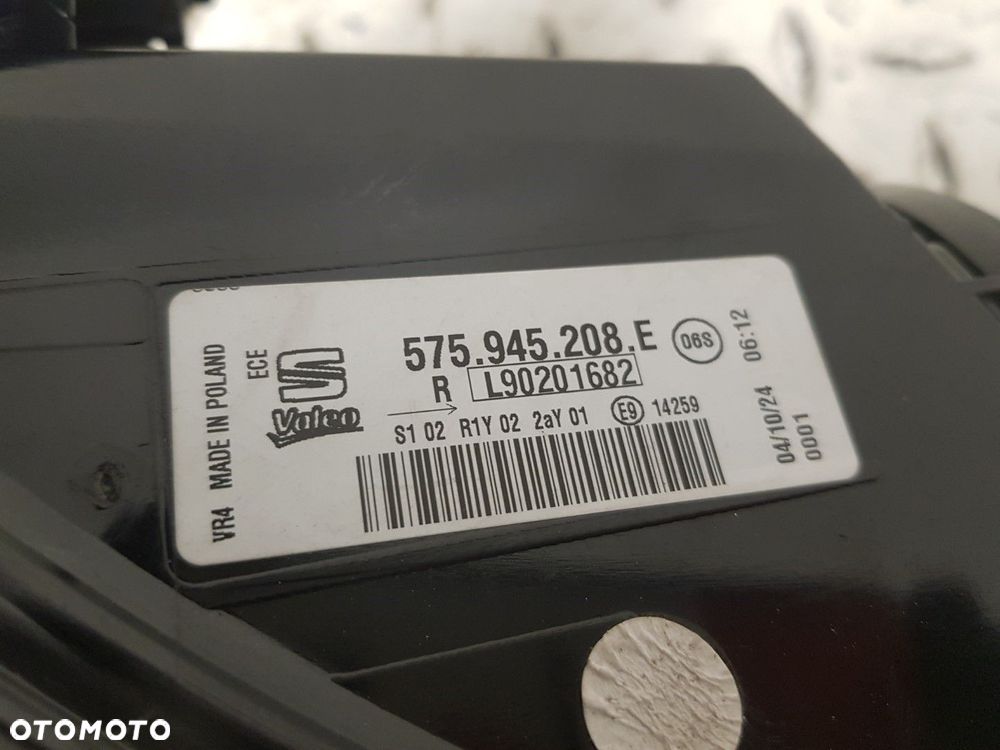 VR4 MADE IN POLAND
ECE
Valeo
575.945.208.E
06S
R L90201682
S1 02 R1Y 02 2aY 01 E9 14259
04/10/24 06:12
0001
OTOMOTO